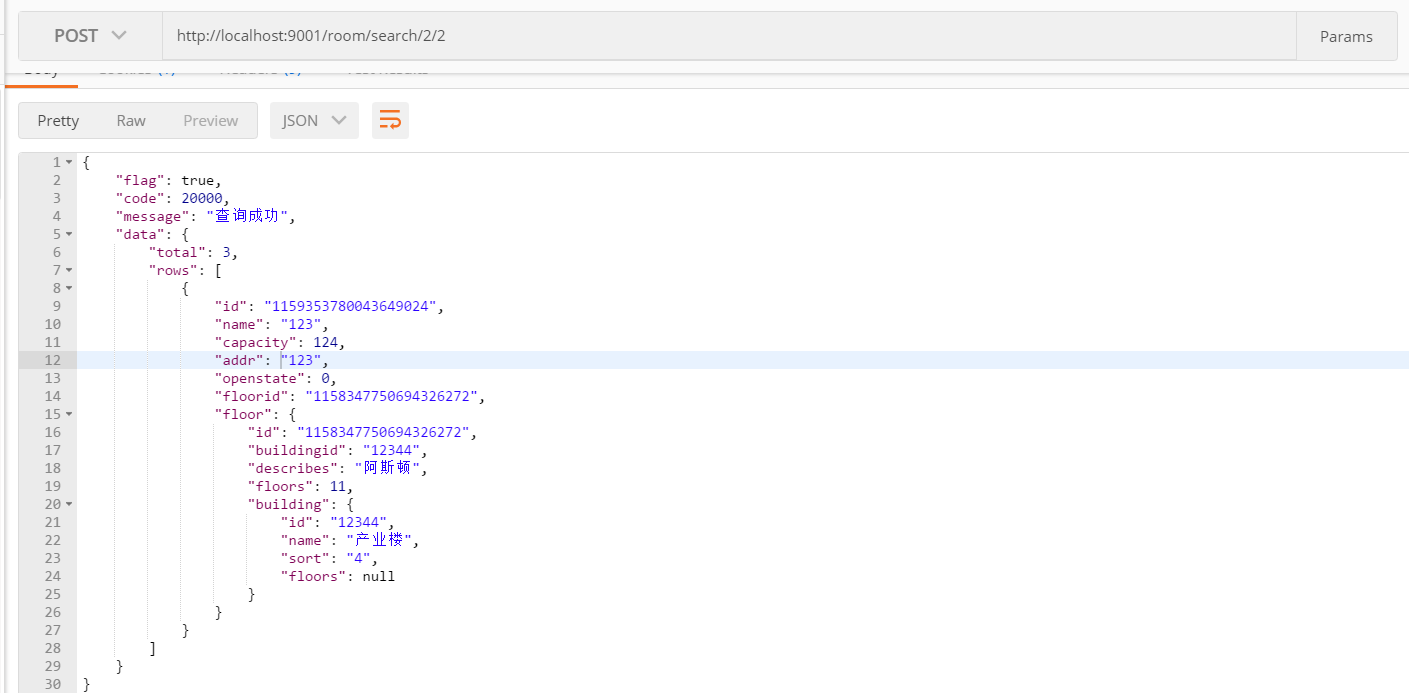 POST
http://localhost:9001/room/search/2/2
Params
Pretty
Raw
Preview
JSON
1 {
2 "flag": true,
3 "code": 20000,
4 "message": "查询成功",
5 "data": {
6 "total": 3,
7 "rows": [
8 {
9 "id": "1159353780043649024",
10 "name": "123",
11 "capacity": 124,
12 "addr": "123",
13 "openstate": 0,
14 "floorid": "1158347750694326272",
15 "floor": {
16 "id": "1158347750694326272",
17 "buildingid": "12344",
18 "describes": "阿斯顿",
19 "floors": 11,
20 "building": {
21 "id": "12344",
22 "name": "产业楼",
23 "sort": "4",
24 "floors": null
25 }
26 }
27 }
28 ]
29 }
30 }